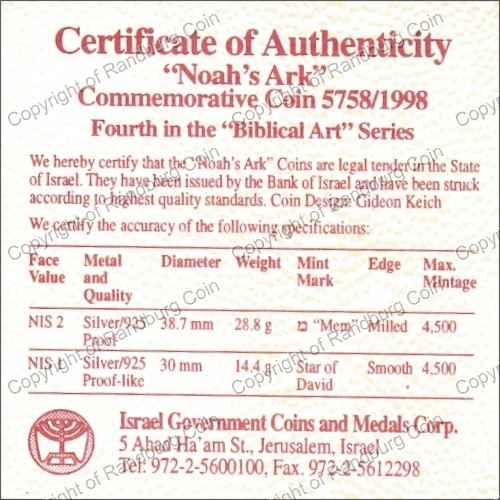 Certificate of Authenticity
“Noah’s Ark”
Commemorative Coin 5758/1998
Fourth in the “Biblical Art” Series
We hereby certify that the “Noah’s Ark” Coins are legal tender in the State
of Israel. They have been issued by the Bank of Israel and have been struck
according to highest quality standards. Coin Design: Gideon Keich
We certify the accuracy of the following specifications:
Face Value | Metal and Quality | Diameter | Weight | Mint Mark | Edge | Max. Mintage
NIS 2 | Silver/925 Proof | 38.7 mm | 28.8 g | מ “Mem” | Milled | 4,500
NIS 1 | Silver/925 Proof-like | 30 mm | 14.4 g | Star of David | Smooth | 4,500
Israel Government Coins and Medals Corp.
5 Ahad Ha’am St., Jerusalem, Israel
Tel: 972-2-5600100, Fax. 972-2-5612298
Copyright of Randburg Coin